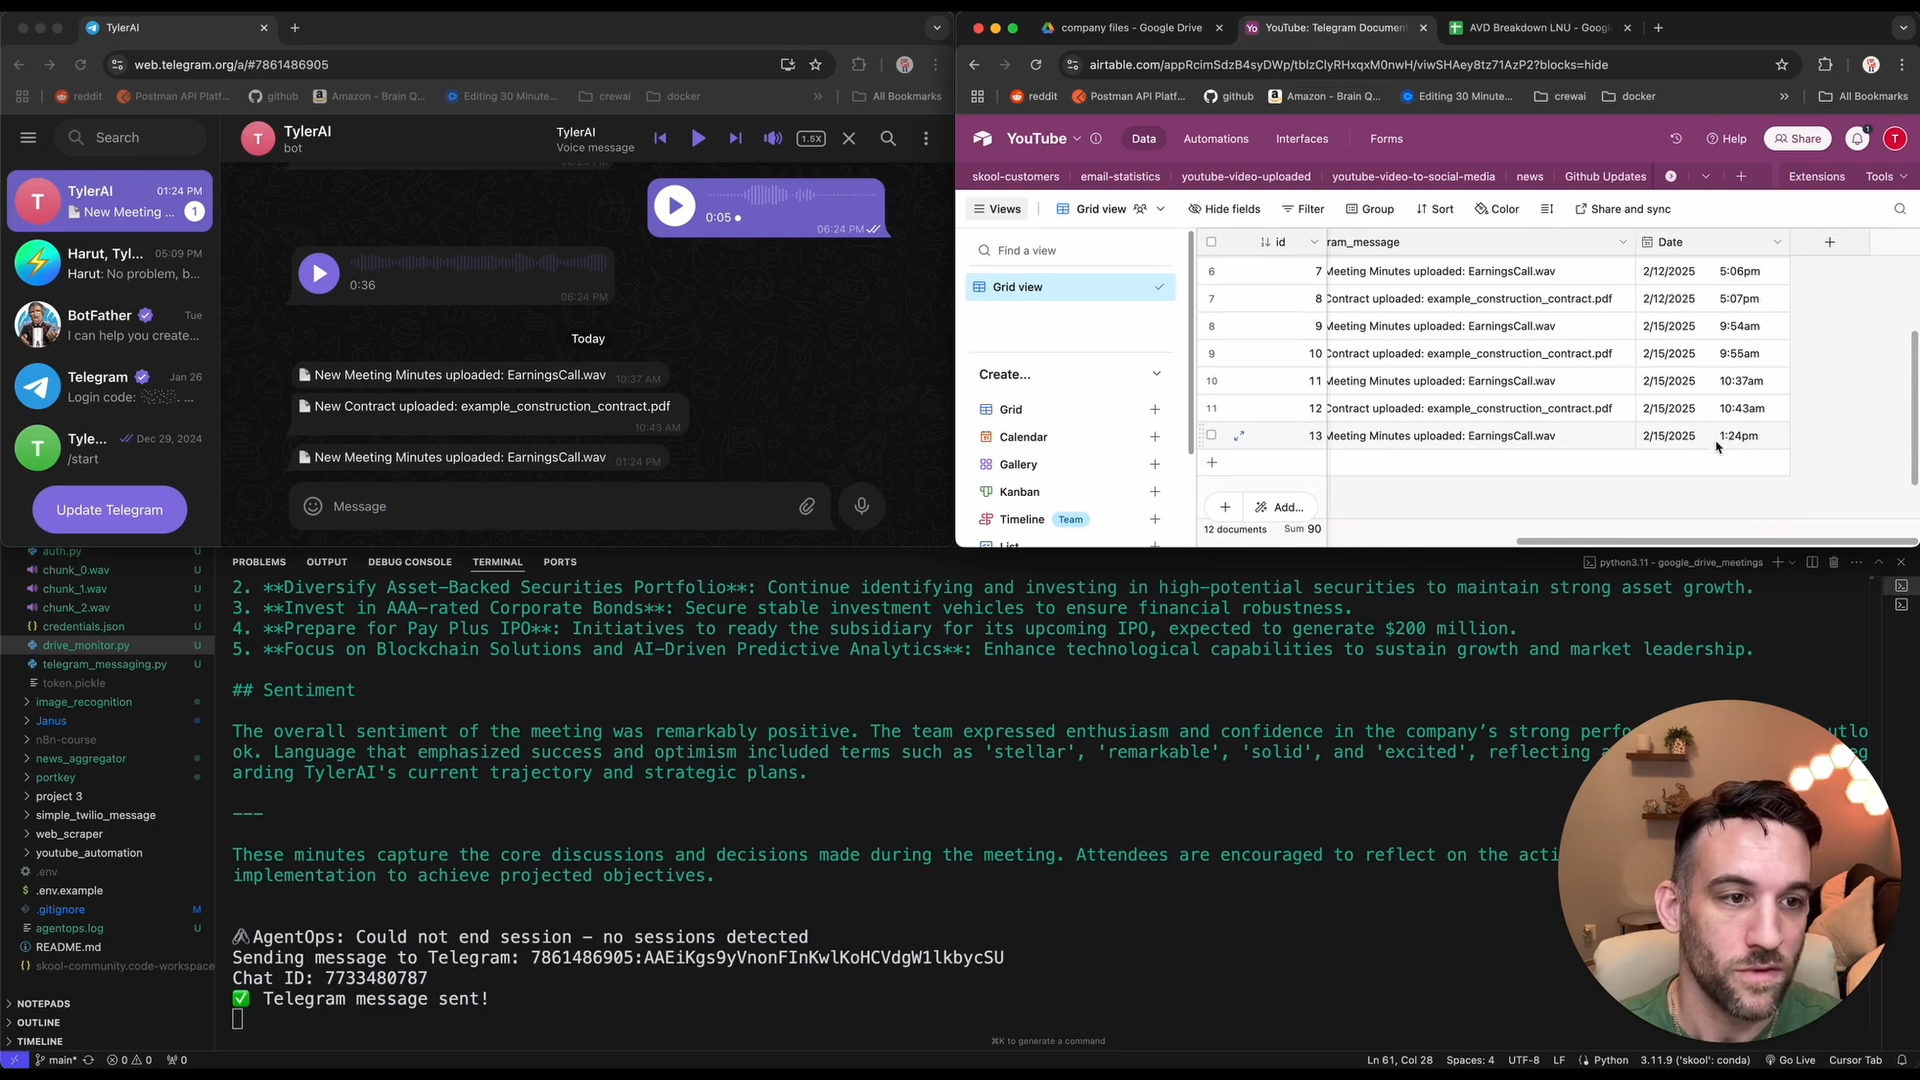 TylerAI
web.telegram.org/a/#7861486905
reddit
Postman API Platf...
github
Amazon - Brain Q...
Editing 30 Minute...
crewai
docker
»
All Bookmarks
Search
T
TylerAI
bot
TylerAI
Voice message
1.5X
T
TylerAI
01:24 PM
New Meeting ...
1
Harut, Tyl...
05:09 PM
Harut: No problem, b...
BotFather
Tue
I can help you create...
Telegram
Jan 26
Login code:
T
Tyle...
Dec 29, 2024
/start
Update Telegram
0:05
06:24 PM
0:36
06:24 PM
Today
New Meeting Minutes uploaded: EarningsCall.wav 10:37 AM
New Contract uploaded: example_construction_contract.pdf
10:43 AM
New Meeting Minutes uploaded: EarningsCall.wav 01:24 PM
Message
company files - Google Drive
YouTube: Telegram Document
AVD Breakdown LNU - Googl
airtable.com/appRcimSdzB4syDWp/tblzClyRHxqxM0nwH/viwSHAey8tz71AzP2?blocks=hide
reddit
Postman API Platf...
github
Amazon - Brain Q...
Editing 30 Minute...
crewai
docker
»
All Bookmarks
YouTube
Data
Automations
Interfaces
Forms
Help
Share
1
T
skool-customers
email-statistics
youtube-video-uploaded
youtube-video-to-social-media
news
Github Updates
Extensions
Tools
Views
Grid view
Hide fields
Filter
Group
Sort
Color
Share and sync
Find a view
Grid view
Create...
Grid
Calendar
Gallery
Kanban
Timeline
Team
List
id
ram_message
Date
6 7 Meeting Minutes uploaded: EarningsCall.wav 2/12/2025 5:06pm
7 8 Contract uploaded: example_construction_contract.pdf 2/12/2025 5:07pm
8 9 Meeting Minutes uploaded: EarningsCall.wav 2/15/2025 9:54am
9 10 Contract uploaded: example_construction_contract.pdf 2/15/2025 9:55am
10 11 Meeting Minutes uploaded: EarningsCall.wav 2/15/2025 10:37am
11 12 Contract uploaded: example_construction_contract.pdf 2/15/2025 10:43am
13 Meeting Minutes uploaded: EarningsCall.wav 2/15/2025 1:24pm
Add...
12 documents
Sum 90
auth.py U
chunk_0.wav U
chunk_1.wav U
chunk_2.wav U
credentials.json U
drive_monitor.py U
telegram_messaging.py U
token.pickle
image_recognition
Janus
n8n-course
news_aggregator
portkey
project 3
simple_twilio_message
web_scraper
youtube_automation
.env
.env.example
.gitignore M
agentops.log U
README.md
skool-community.code-workspace
NOTEPADS
OUTLINE
TIMELINE
PROBLEMS
OUTPUT
DEBUG CONSOLE
TERMINAL
PORTS
python3.11 - google_drive_meetings
2. **Diversify Asset-Backed Securities Portfolio**: Continue identifying and investing in high-potential securities to maintain strong asset growth.
3. **Invest in AAA-rated Corporate Bonds**: Secure stable investment vehicles to ensure financial robustness.
4. **Prepare for Pay Plus IPO**: Initiatives to ready the subsidiary for its upcoming IPO, expected to generate $200 million.
5. **Focus on Blockchain Solutions and AI-Driven Predictive Analytics**: Enhance technological capabilities to sustain growth and market leadership.
## Sentiment
The overall sentiment of the meeting was remarkably positive. The team expressed enthusiasm and confidence in the company's strong perfo utlo
ok. Language that emphasized success and optimism included terms such as 'stellar', 'remarkable', 'solid', and 'excited', reflecting a eg
arding TylerAI's current trajectory and strategic plans.
---
These minutes capture the core discussions and decisions made during the meeting. Attendees are encouraged to reflect on the acti
implementation to achieve projected objectives.
AgentOps: Could not end session - no sessions detected
Sending message to Telegram: 7861486905:AAEiKgs9yVnonFInKwlKoHCVdgW1lkbycSU
Chat ID: 7733480787
Telegram message sent!
⌘K to generate a command
main*
0
0
0
Ln 61, Col 28
Spaces: 4
UTF-8
LF
Python
3.11.9 ('skool': conda)
Go Live
Cursor Tab